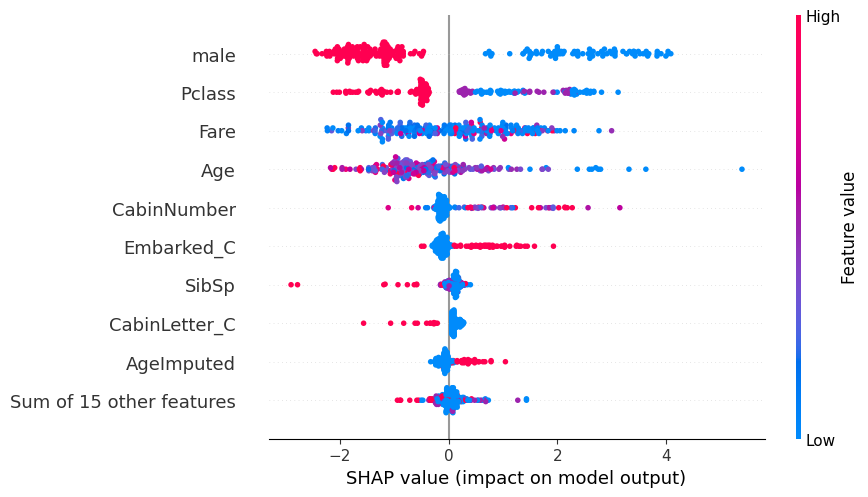 High
male
Pclass
Fare
Age
CabinNumber
Embarked_C
SibSp
CabinLetter_C
AgeImputed
Sum of 15 other features
Feature value
Low
−2 0 2 4
SHAP value (impact on model output)